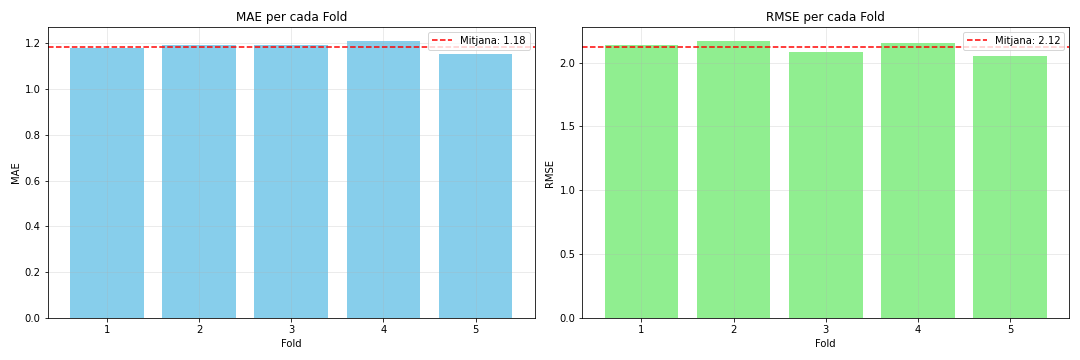 MAE per cada Fold
Mitjana: 1.18
1.2
1.0
0.8
0.6
0.4
0.2
0.0
MAE
1 2 3 4 5
Fold
RMSE per cada Fold
Mitjana: 2.12
2.0
1.5
1.0
0.5
0.0
RMSE
1 2 3 4 5
Fold